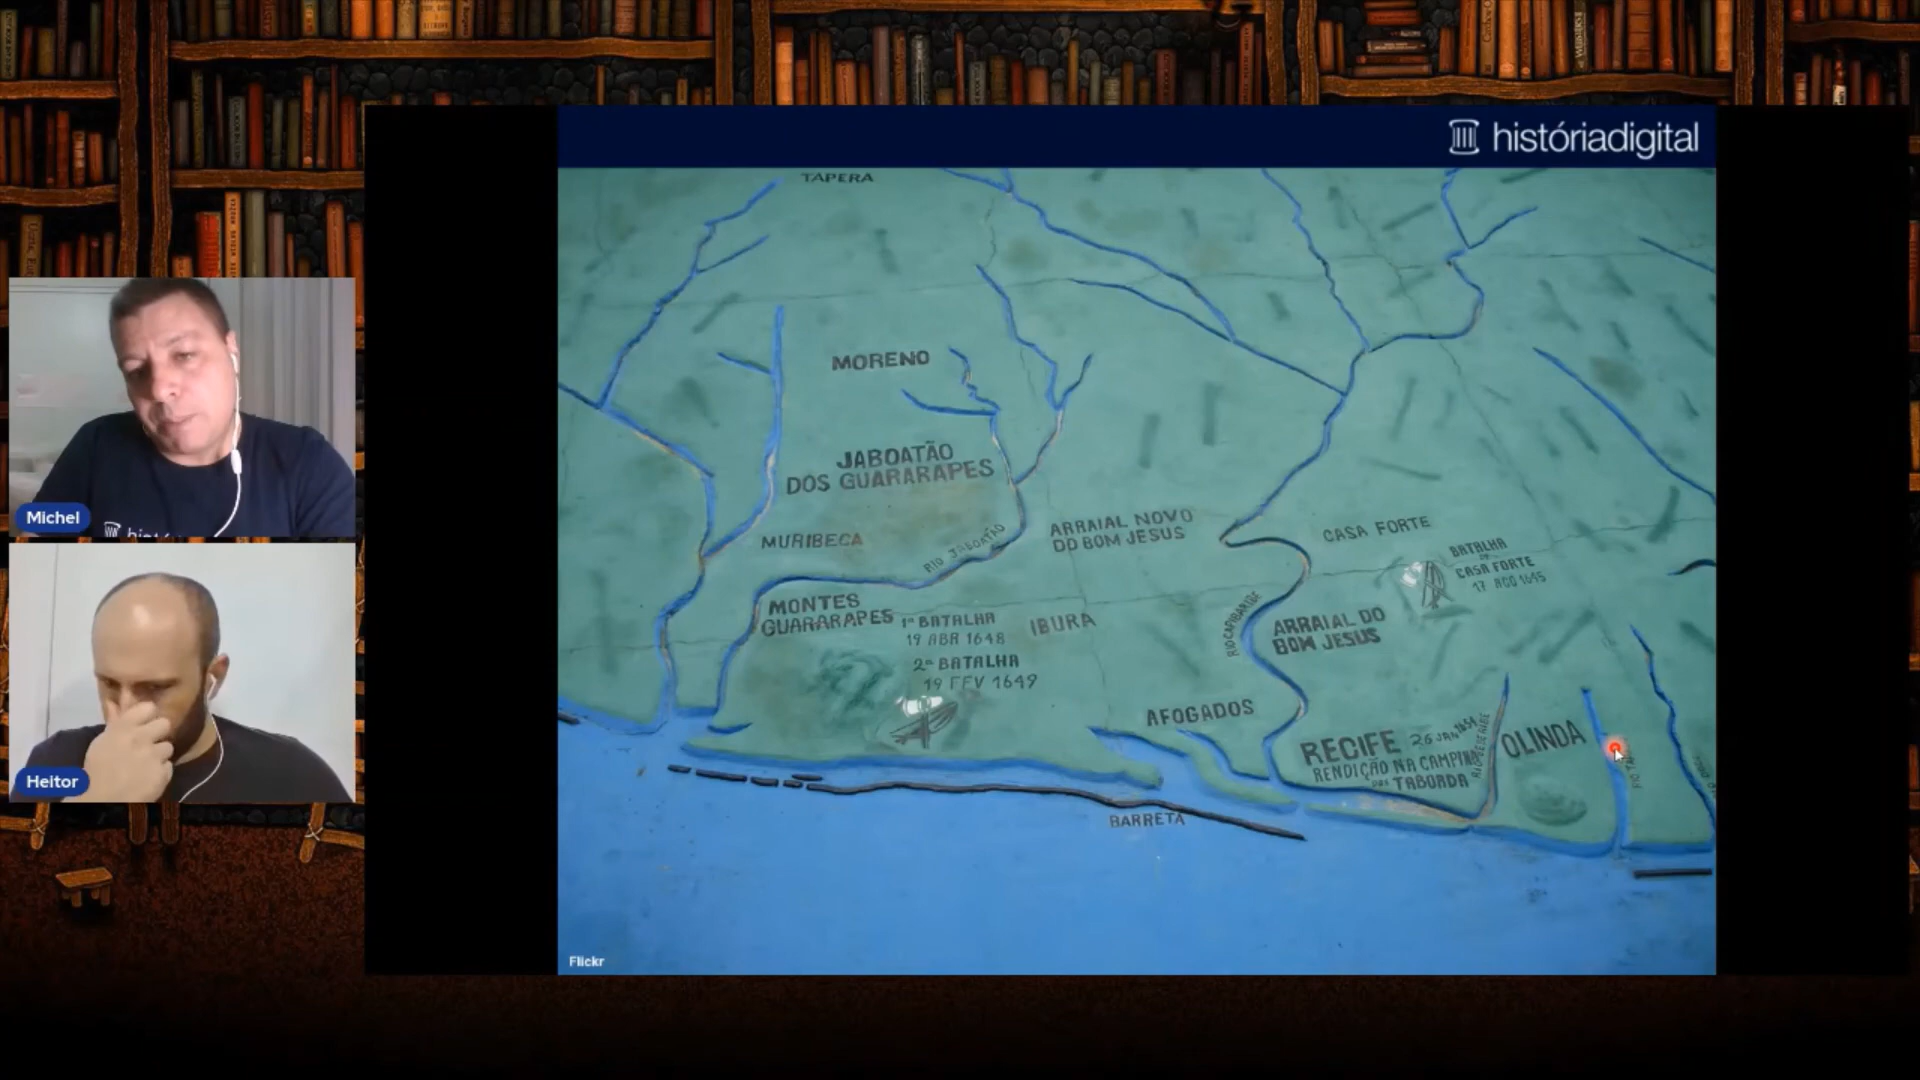 históriadigital
TAPERA
MORENO
JABOATÃO
DOS GUARARAPES
MURIBECA
RIO JABOATÃO
ARRAIAL NOVO
DO BOM JESUS
CASA FORTE
BATALHA
DE
CASA FORTE
17 AGO 1645
MONTES
GUARARAPES
1ª BATALHA
19 ABR 1648
2ª BATALHA
19 FEV 1649
IBURA
RIO CAPIBARIBE
ARRAIAL DO
BOM JESUS
AFOGADOS
RECIFE 26 JAN 1654
RENDIÇÃO NA CAMPINA
DOS TABORDA
OLINDA
BARRETA
Flickr
Michel
Heitor